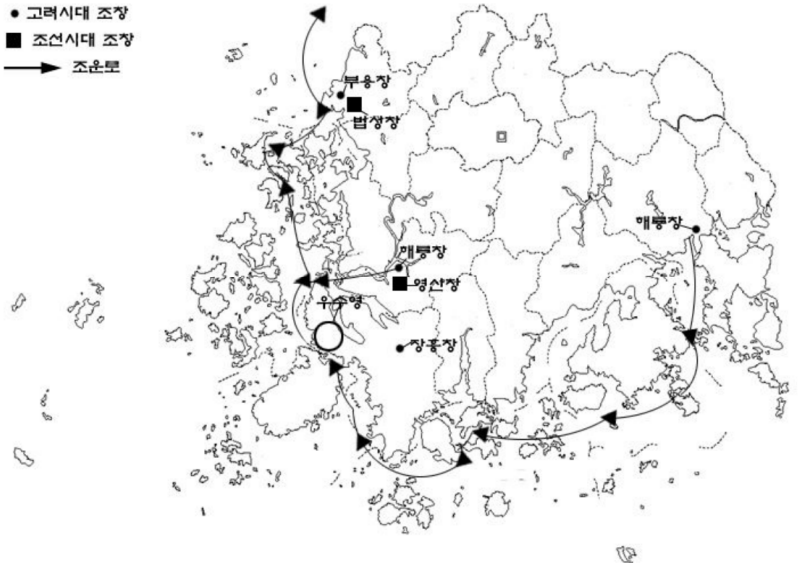 고려시대 조창
조선시대 조창
조운로
부용창
법성창
해룡창
해릉창
영산창
우수영
장흥창